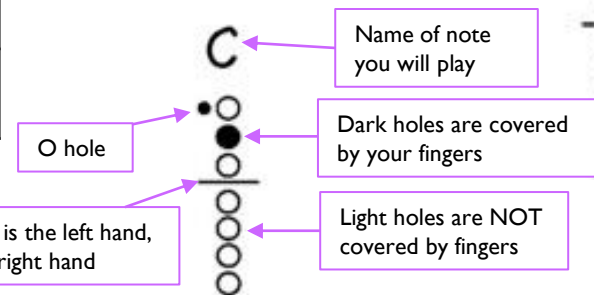 C
Name of note
you will play
O hole
Dark holes are covered
by your fingers
is the left hand,
right hand
Light holes are NOT
covered by fingers